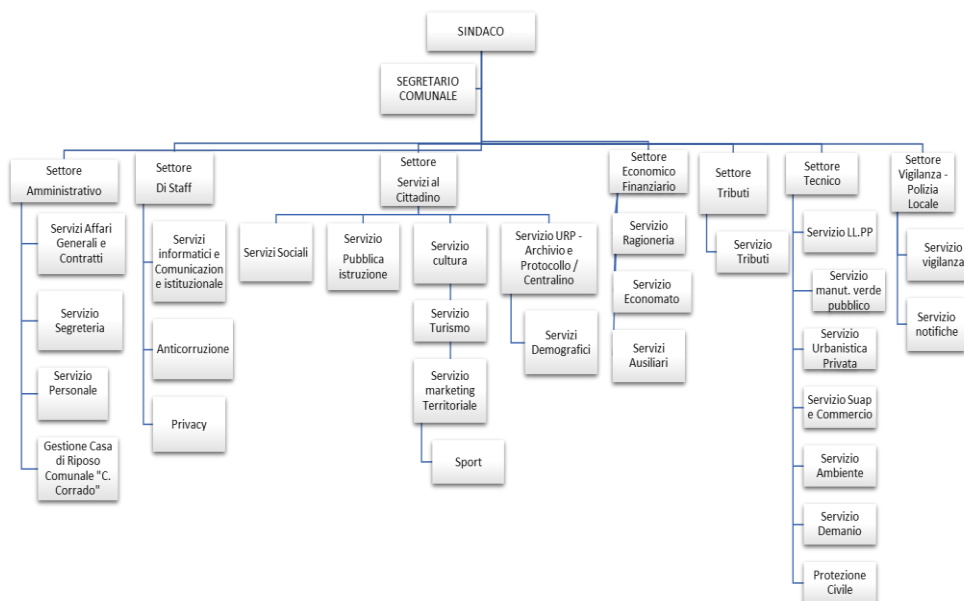 SINDACO
SEGRETARIO
COMUNALE
Settore
Amministrativo
Servizi Affari
Generali e
Contratti
Servizio
Segreteria
Servizio
Personale
Gestione Casa
di Riposo
Comunale "C.
Corrado"
Settore
Di Staff
Servizi
informatici e
Comunicazion
e istituzionale
Anticorruzione
Privacy
Settore
Servizi al
Cittadino
Servizi Sociali
Servizio
Pubblica
istruzione
Servizio
cultura
Servizio
Turismo
Servizio
marketing
Territoriale
Sport
Servizio URP -
Archivio e
Protocollo /
Centralino
Servizi
Demografici
Settore
Economico
Finanziario
Servizio
Ragioneria
Servizio
Economato
Servizi
Ausiliari
Settore
Tributi
Servizio
Tributi
Settore
Tecnico
Servizio LL.PP
Servizio
manut. verde
pubblico
Servizio
Urbanistica
Privata
Servizio Suap
e Commercio
Servizio
Ambiente
Servizio
Demanio
Protezione
Civile
Settore
Vigilanza -
Polizia
Locale
Servizio
vigilanza
Servizio
notifiche